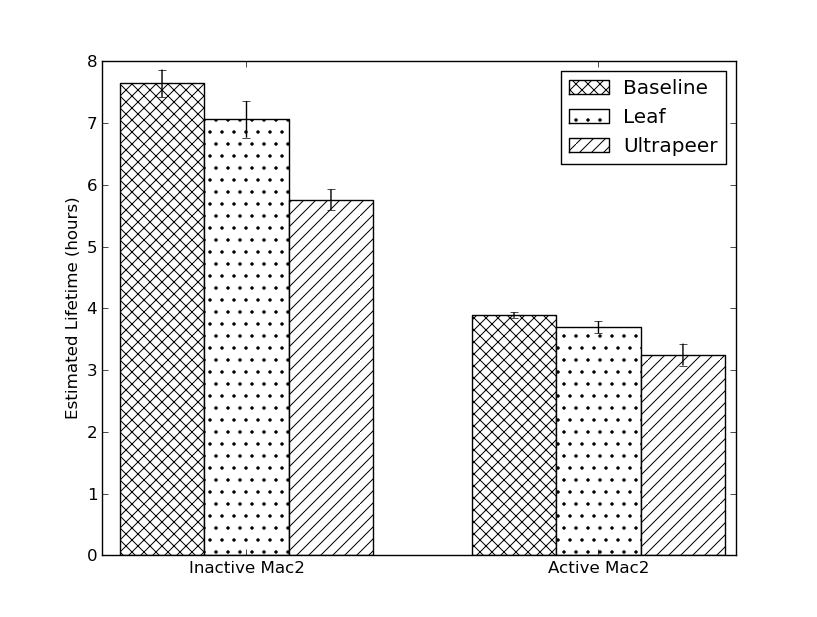 8
7
6
5
4
3
2
1
0
Estimated Lifetime (hours)
Baseline
Leaf
Ultrapeer
Inactive Mac2
Active Mac2